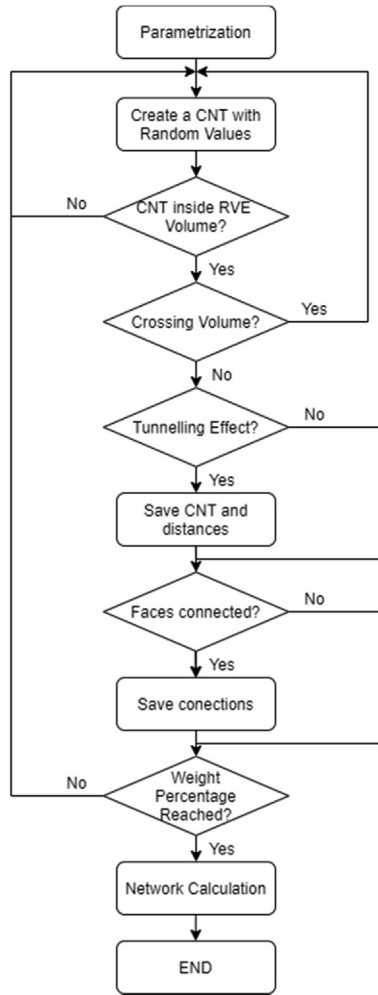 Parametrization
Create a CNT with
Random Values
No
CNT inside RVE
Volume?
Yes
Crossing Volume?
Yes
No
Tunnelling Effect?
No
Yes
Save CNT and
distances
Faces connected?
No
Yes
Save conections
No
Weight
Percentage
Reached?
Yes
Network Calculation
END